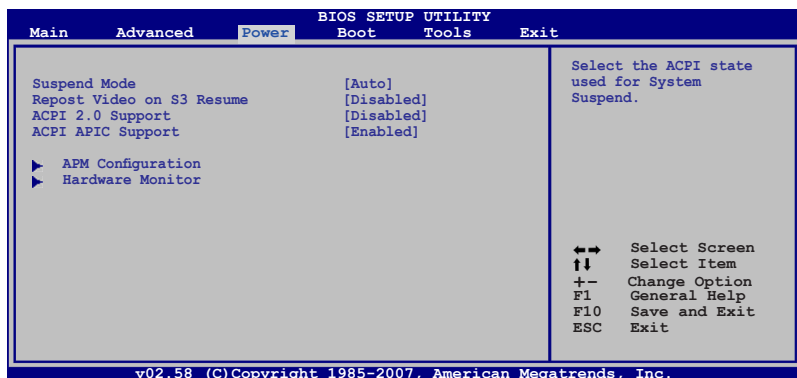 BIOS SETUP UTILITY
Main Advanced Power Boot Tools Exit
Suspend Mode [Auto]
Repost Video on S3 Resume [Disabled]
ACPI 2.0 Support [Disabled]
ACPI APIC Support [Enabled]
APM Configuration
Hardware Monitor
Select the ACPI state
used for System
Suspend.
Select Screen
Select Item
+- Change Option
F1 General Help
F10 Save and Exit
ESC Exit
v02.58 (C)Copyright 1985-2007, American Megatrends, Inc.